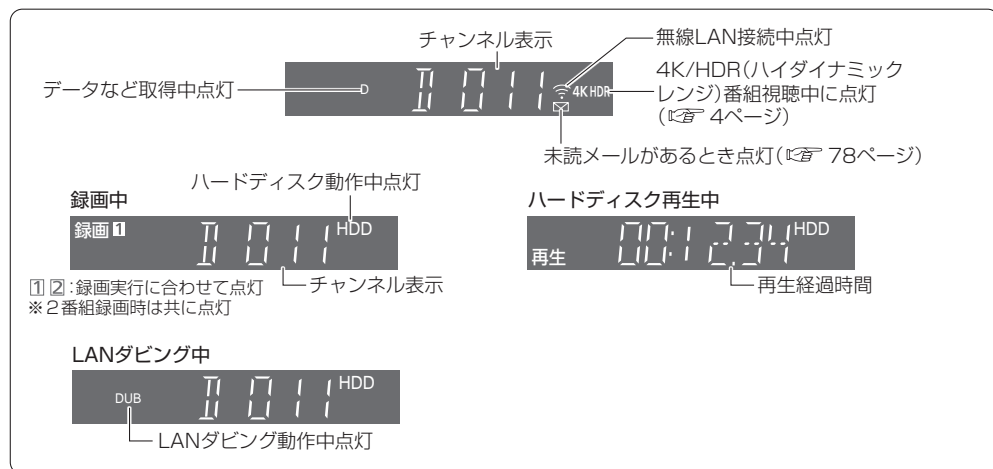 チャンネル表示
無線LAN接続中点灯
データなど取得中点灯
D
D 011
4K HDR
4K/HDR(ハイダイナミック
レンジ)番組視聴中に点灯
(☞ 4ページ)
未読メールがあるとき点灯(☞ 78ページ)
録画中
ハードディスク動作中点灯
録画 1
D 011
HDD
チャンネル表示
1 2:録画実行に合わせて点灯
※2番組録画時は共に点灯
ハードディスク再生中
再生
00:12.34
HDD
再生経過時間
LANダビング中
DUB
D 011
HDD
LANダビング動作中点灯